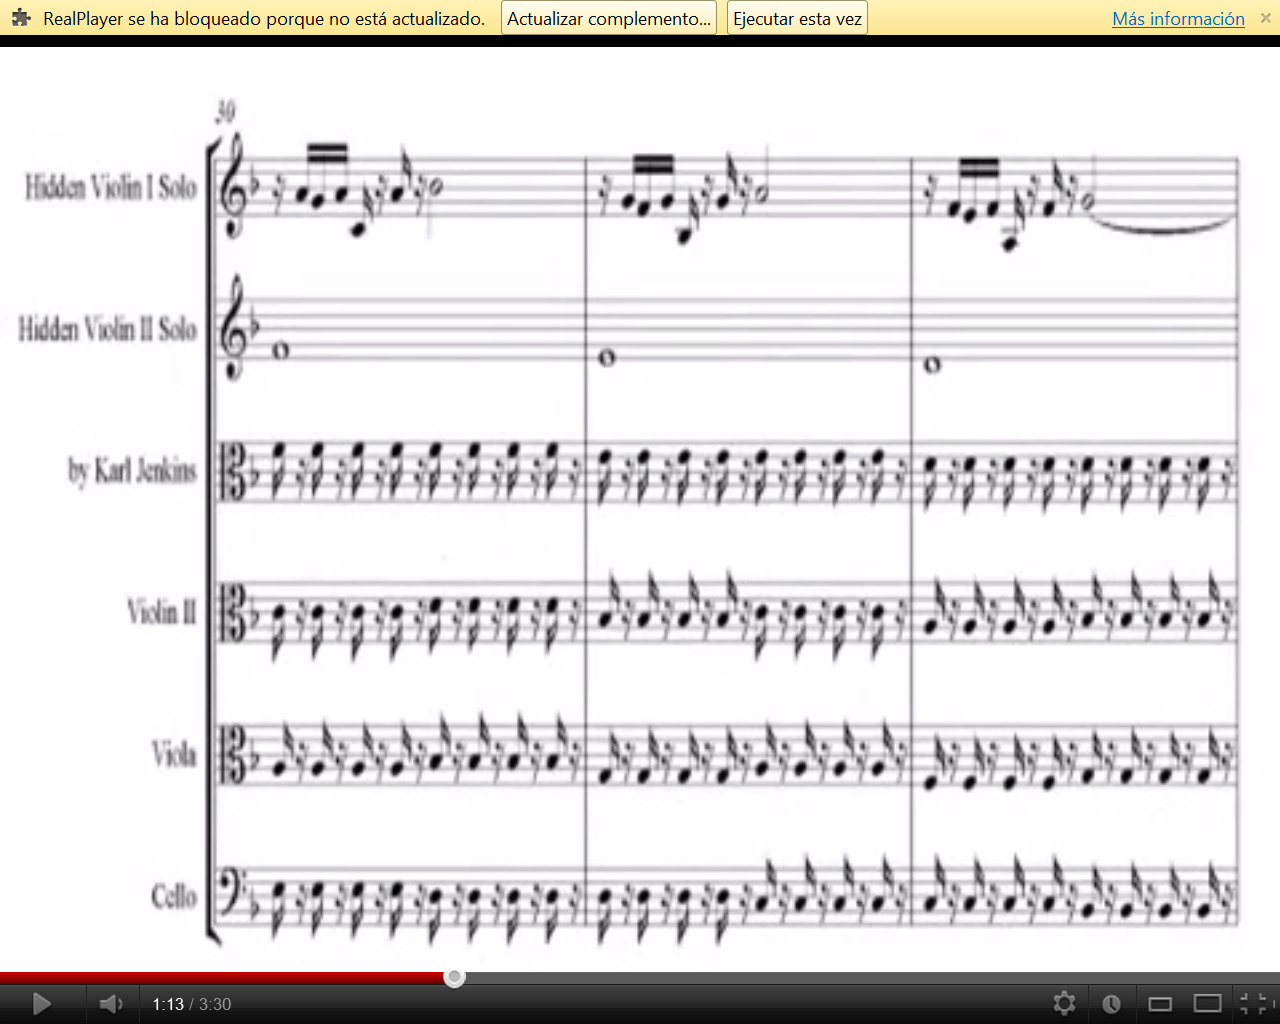 RealPlayer se ha bloqueado porque no está actualizado. Actualizar complemento... Ejecutar esta vez Más información
30
Hidden Violin I Solo
Hidden Violin II Solo
by Karl Jenkins
Violin II
Viola
Cello
1:13 / 3:30